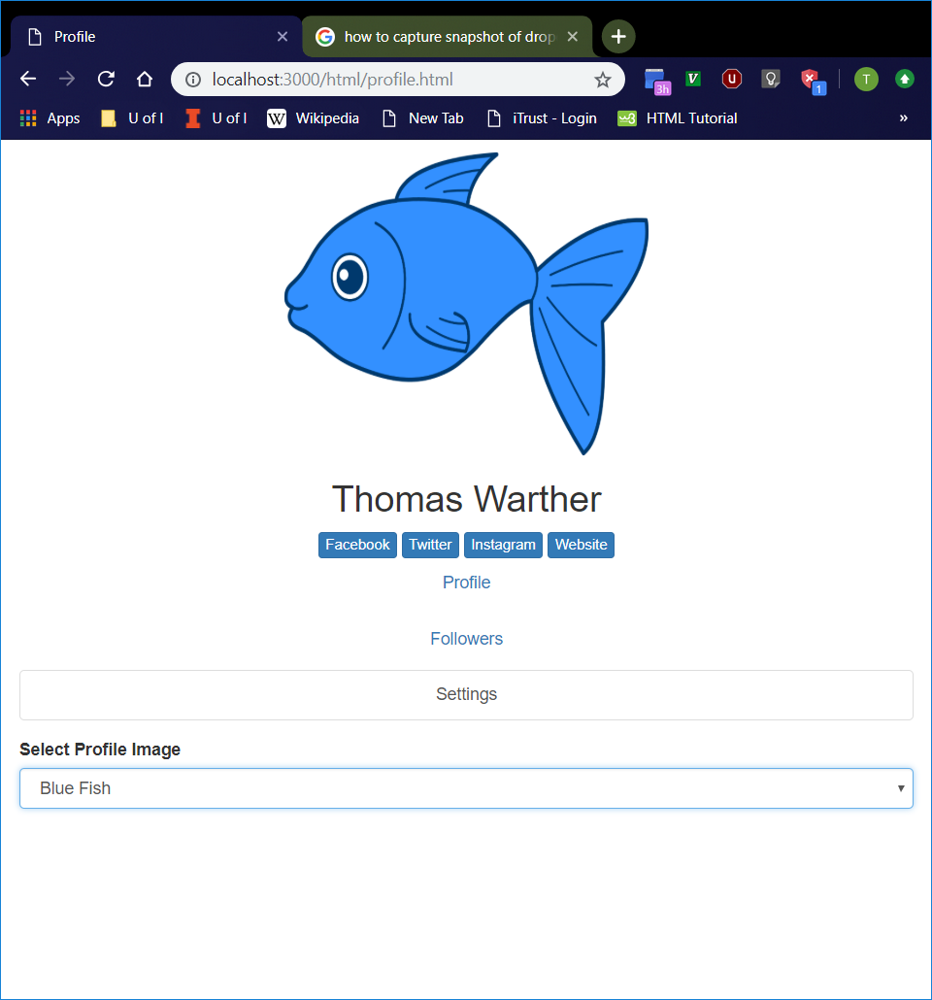 Profile how to capture snapshot of drop
localhost:3000/html/profile.html 3h V U 1 T
Apps U of I I U of I W Wikipedia New Tab iTrust - Login w3 HTML Tutorial »
Thomas Warther
Facebook Twitter Instagram Website
Profile
Followers
Settings
Select Profile Image
Blue Fish